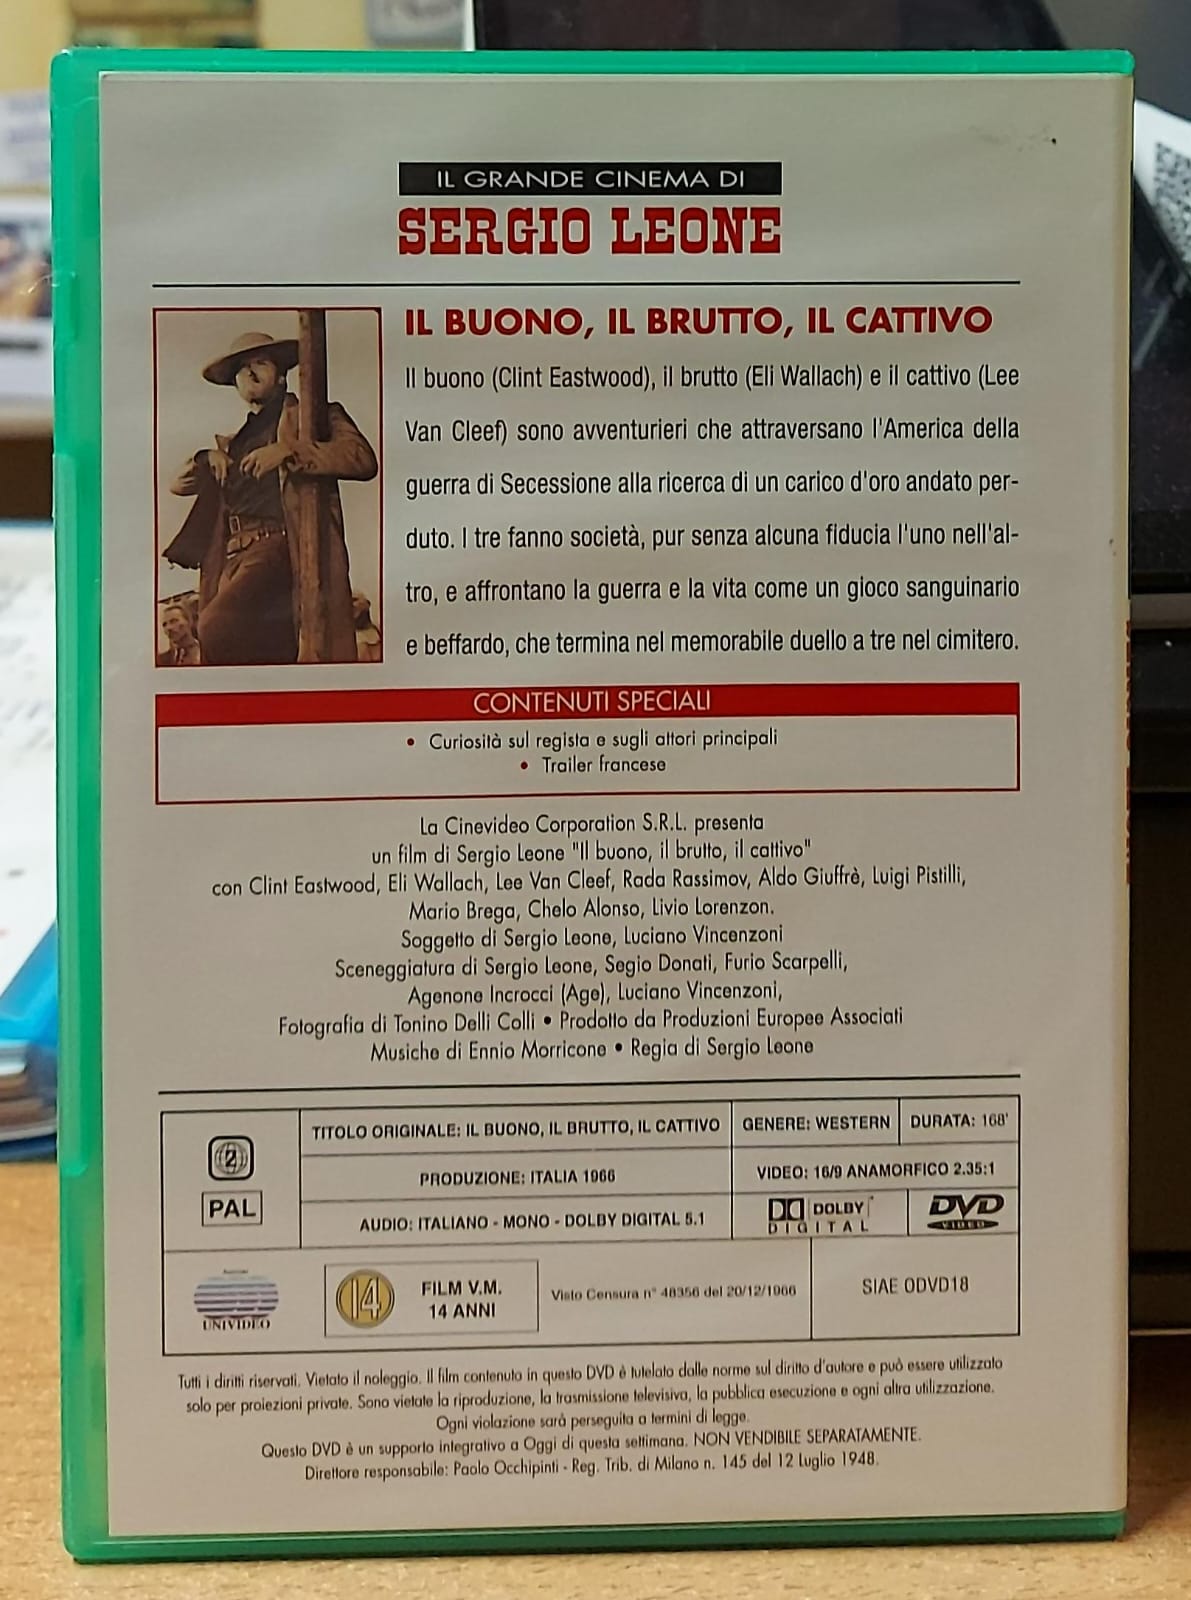 IL GRANDE CINEMA DI
SERGIO LEONE
IL BUONO, IL BRUTTO, IL CATTIVO
Il buono (Clint Eastwood), il brutto (Eli Wallach) e il cattivo (Lee
Van Cleef) sono avventurieri che attraversano l'America della
guerra di Secessione alla ricerca di un carico d'oro andato per-
duto. I tre fanno società, pur senza alcuna fiducia l'uno nell'al-
tro, e affrontano la guerra e la vita come un gioco sanguinario
e beffardo, che termina nel memorabile duello a tre nel cimitero.
CONTENUTI SPECIALI
• Curiosità sul regista e sugli attori principali
• Trailer francese
La Cinevideo Corporation S.R.L. presenta
un film di Sergio Leone "Il buono, il brutto, il cattivo"
con Clint Eastwood, Eli Wallach, Lee Van Cleef, Rada Rassimov, Aldo Giuffrè, Luigi Pistilli,
Mario Brega, Chelo Alonso, Livio Lorenzon.
Soggetto di Sergio Leone, Luciano Vincenzoni
Sceneggiatura di Sergio Leone, Segio Donati, Furio Scarpelli,
Agenone Incrocci (Age), Luciano Vincenzoni,
Fotografia di Tonino Delli Colli • Prodotto da Produzioni Europee Associati
Musiche di Ennio Morricone • Regia di Sergio Leone
2
PAL
TITOLO ORIGINALE: IL BUONO, IL BRUTTO, IL CATTIVO
GENERE: WESTERN
DURATA: 168'
PRODUZIONE: ITALIA 1966
VIDEO: 16/9 ANAMORFICO 2.35:1
AUDIO: ITALIANO - MONO - DOLBY DIGITAL 5.1
DOLBY
DIGITAL
DVD
VIDEO
UNIVIDEO
14
FILM V.M.
14 ANNI
Visto Censura n° 48356 del 20/12/1966
SIAE ODVD18
Tutti i diritti riservati. Vietato il noleggio. Il film contenuto in questo DVD è tutelato dalle norme sul diritto d'autore e può essere utilizzato
solo per proiezioni private. Sono vietate la riproduzione, la trasmissione televisiva, la pubblica esecuzione e ogni altra utilizzazione.
Ogni violazione sarà perseguita a termini di legge.
Questo DVD è un supporto integrativo a Oggi di questa settimana. NON VENDIBILE SEPARATAMENTE.
Direttore responsabile: Paolo Occhipinti - Reg. Trib. di Milano n. 145 del 12 Luglio 1948.